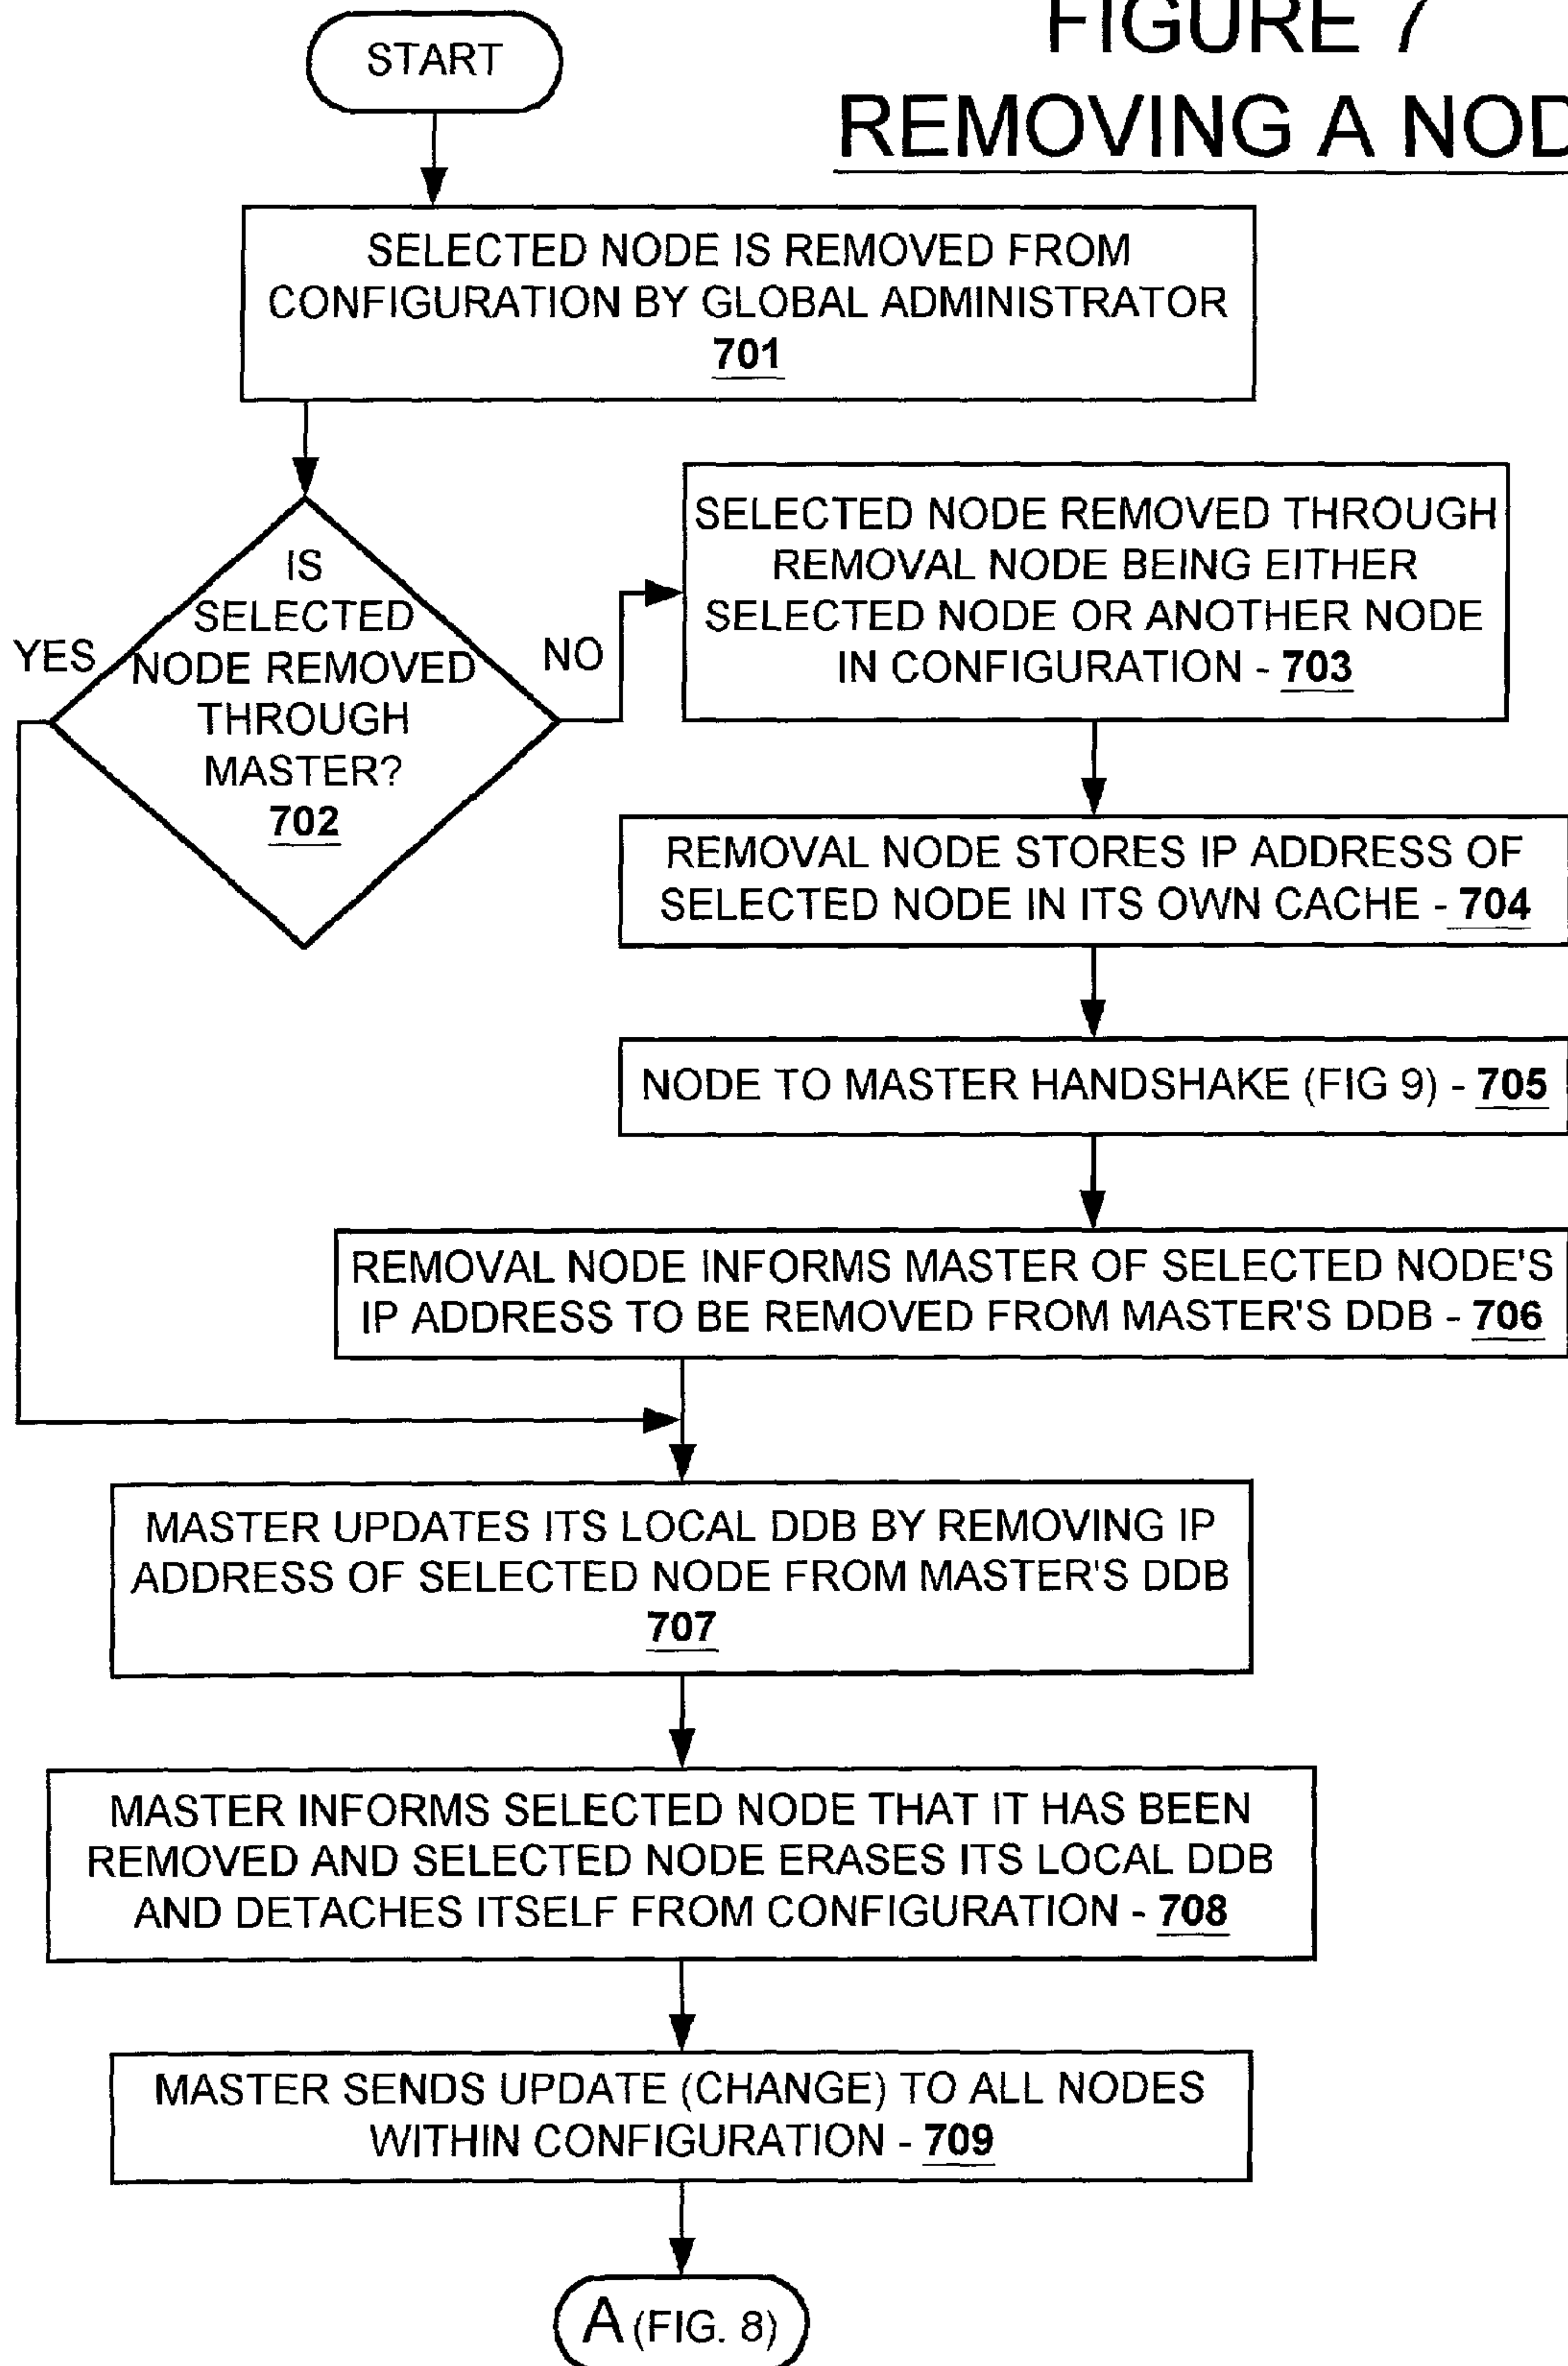 FIGURE 7
REMOVING A NOD
START
SELECTED NODE IS REMOVED FROM
CONFIGURATION BY GLOBAL ADMINISTRATOR
701
IS
SELECTED
NODE REMOVED
THROUGH
MASTER?
702
YES
NO
SELECTED NODE REMOVED THROUGH
REMOVAL NODE BEING EITHER
SELECTED NODE OR ANOTHER NODE
IN CONFIGURATION - 703
REMOVAL NODE STORES IP ADDRESS OF
SELECTED NODE IN ITS OWN CACHE - 704
NODE TO MASTER HANDSHAKE (FIG 9) - 705
REMOVAL NODE INFORMS MASTER OF SELECTED NODE'S
IP ADDRESS TO BE REMOVED FROM MASTER'S DDB - 706
MASTER UPDATES ITS LOCAL DDB BY REMOVING IP
ADDRESS OF SELECTED NODE FROM MASTER'S DDB
707
MASTER INFORMS SELECTED NODE THAT IT HAS BEEN
REMOVED AND SELECTED NODE ERASES ITS LOCAL DDB
AND DETACHES ITSELF FROM CONFIGURATION - 708
MASTER SENDS UPDATE (CHANGE) TO ALL NODES
WITHIN CONFIGURATION - 709
A (FIG. 8)